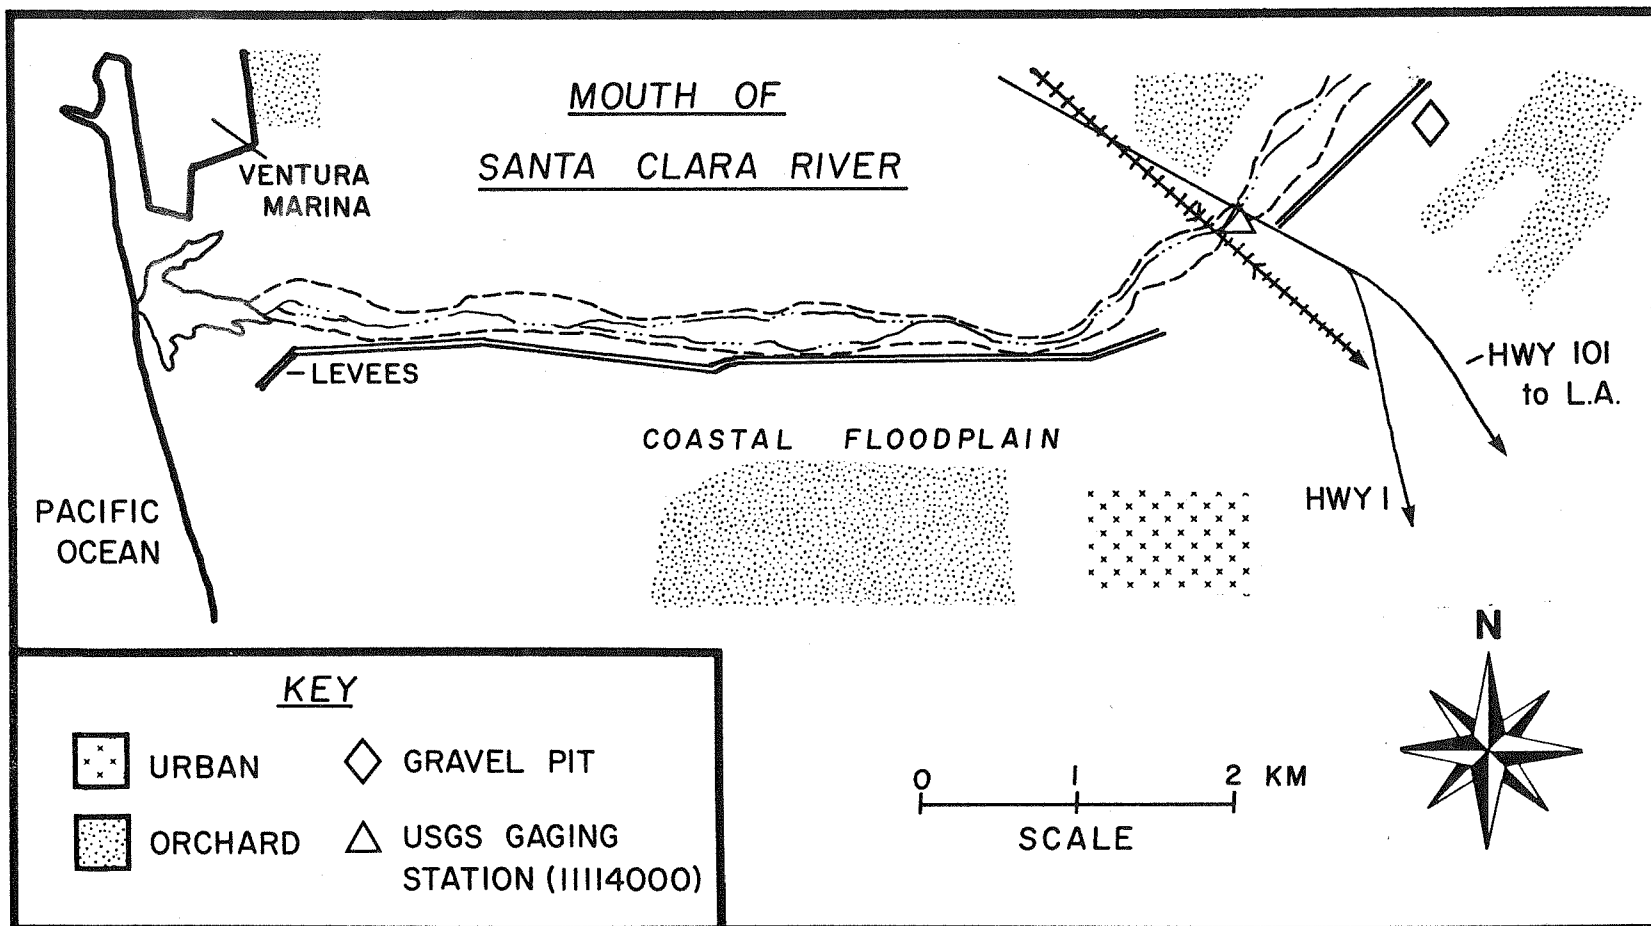 MOUTH OF
SANTA CLARA RIVER
VENTURA
MARINA
LEVEES
HWY 101
to L.A.
COASTAL FLOODPLAIN
HWY 1
PACIFIC
OCEAN
N
KEY
URBAN
GRAVEL PIT
ORCHARD
USGS GAGING
STATION (11114000)
0 1 2 KM
SCALE